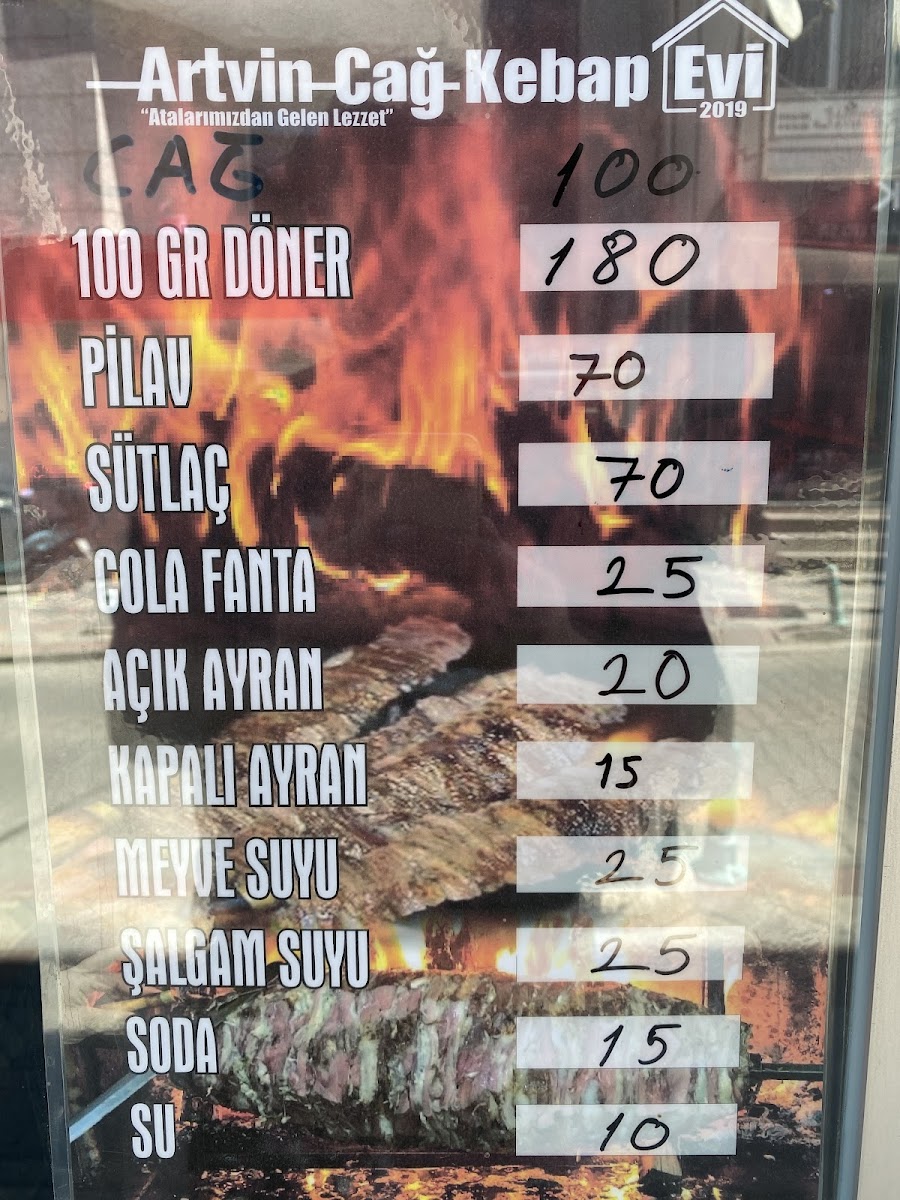 Artvin Cağ Kebap Evi
2019
“Atalarımızdan Gelen Lezzet”
CAĞ 100
100 GR DÖNER 180
PİLAV 70
SÜTLAÇ 70
COLA FANTA 25
AÇIK AYRAN 20
KAPALI AYRAN 15
MEYVE SUYU 25
ŞALGAM SUYU 25
SODA 15
SU 10